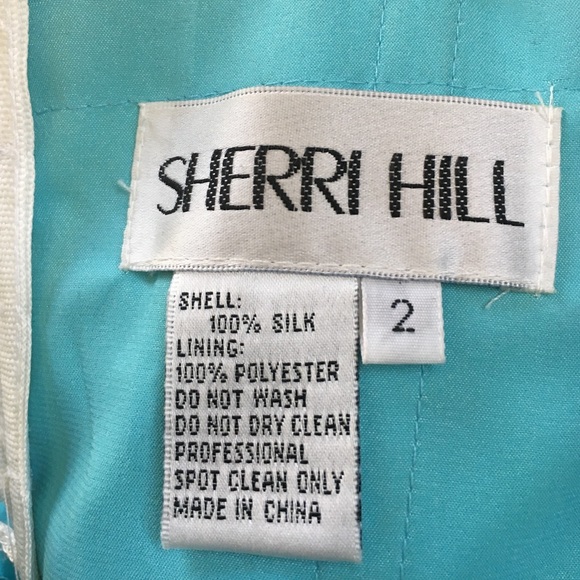 SHERRI HILL
2
SHELL:
100% SILK
LINING:
100% POLYESTER
DO NOT WASH
DO NOT DRY CLEAN
PROFESSIONAL
SPOT CLEAN ONLY
MADE IN CHINA